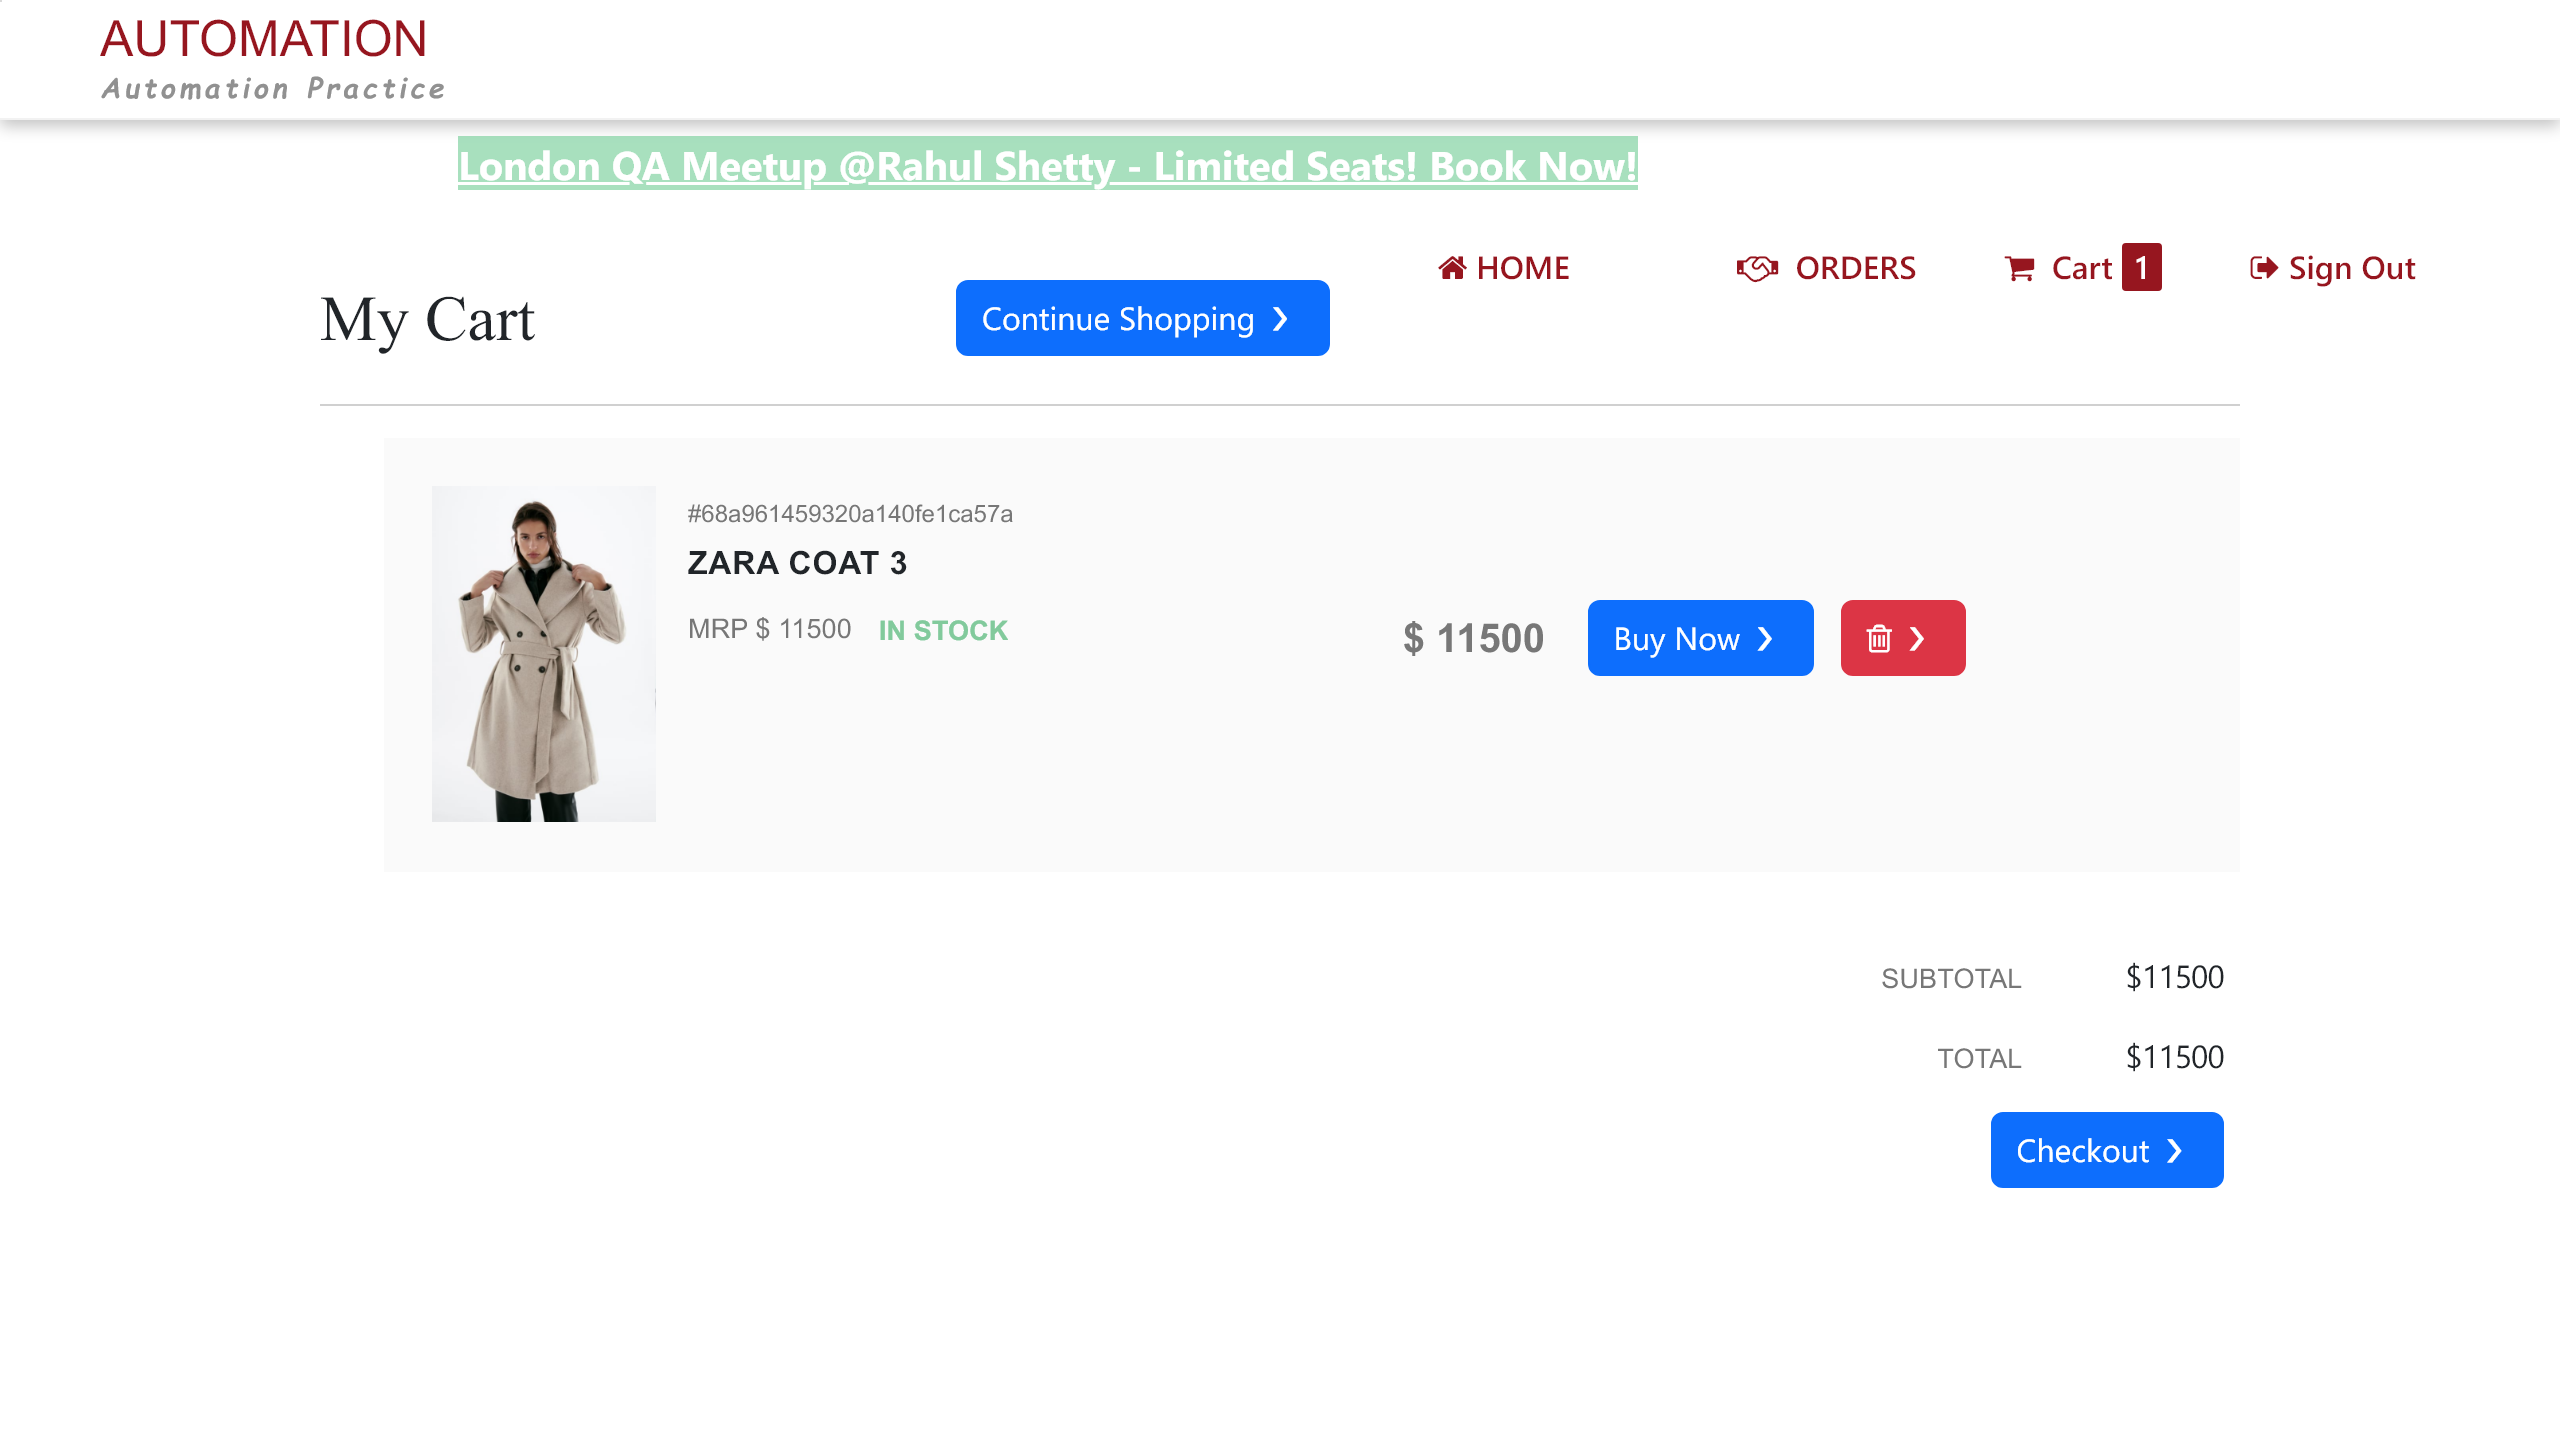 AUTOMATION
Automation Practice
London QA Meetup @Rahul Shetty - Limited Seats! Book Now!
HOME
ORDERS
Cart 1
Sign Out
My Cart
Continue Shopping ❯
#68a961459320a140fe1ca57a
ZARA COAT 3
MRP $ 11500 IN STOCK
$ 11500
Buy Now ❯
❯
SUBTOTAL $11500
TOTAL $11500
Checkout ❯